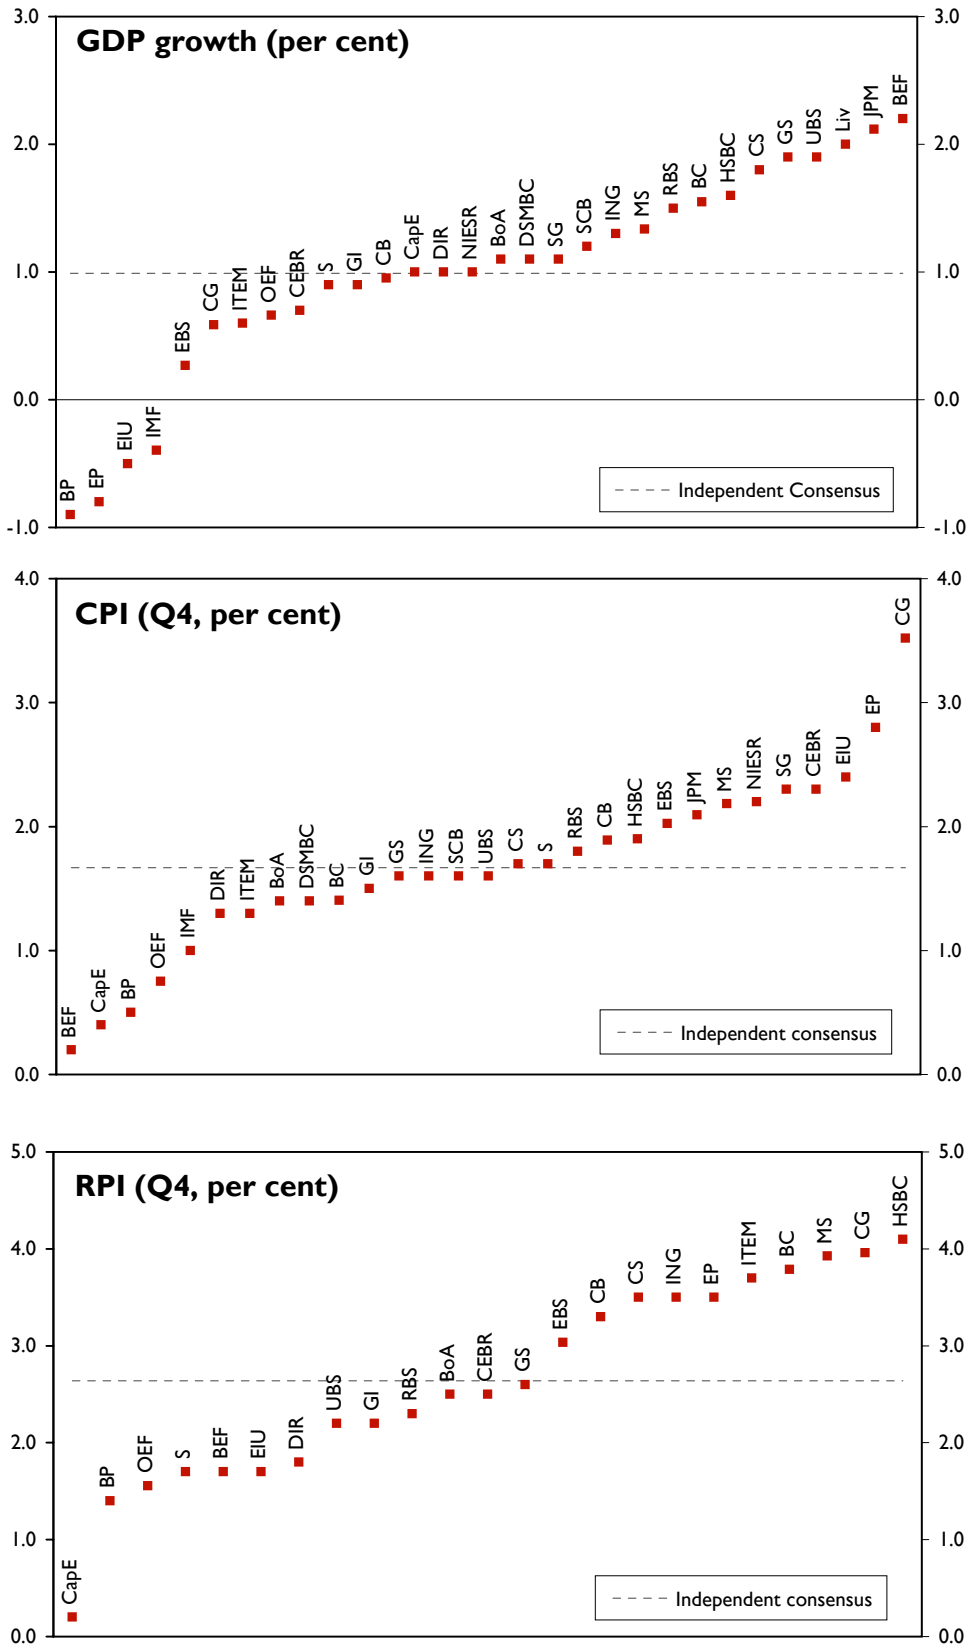 GDP growth (per cent)
3.0 3.0
2.0 2.0
1.0 1.0
0.0 0.0
-1.0 -1.0
BP EP EIU IMF EBS CG ITEM OEF CEBR S GI CB CapE DIR NIESR BoA DSMBC SG SCB ING MS RBS BC HSBC CS GS UBS Liv JPM BEF
Independent Consensus
CPI (Q4, per cent)
4.0 4.0
3.0 3.0
2.0 2.0
1.0 1.0
0.0 0.0
BEF CapE BP OEF IMF DIR ITEM BoA DSMBC BC GI GS ING SCB UBS CS S RBS CB HSBC EBS JPM MS NIESR SG CEBR EIU EP CG
Independent consensus
RPI (Q4, per cent)
5.0 5.0
4.0 4.0
3.0 3.0
2.0 2.0
1.0 1.0
0.0 0.0
CapE BP OEF S BEF EIU DIR UBS GI RBS BoA CEBR GS EBS CB CS ING EP ITEM BC MS CG HSBC
Independent consensus